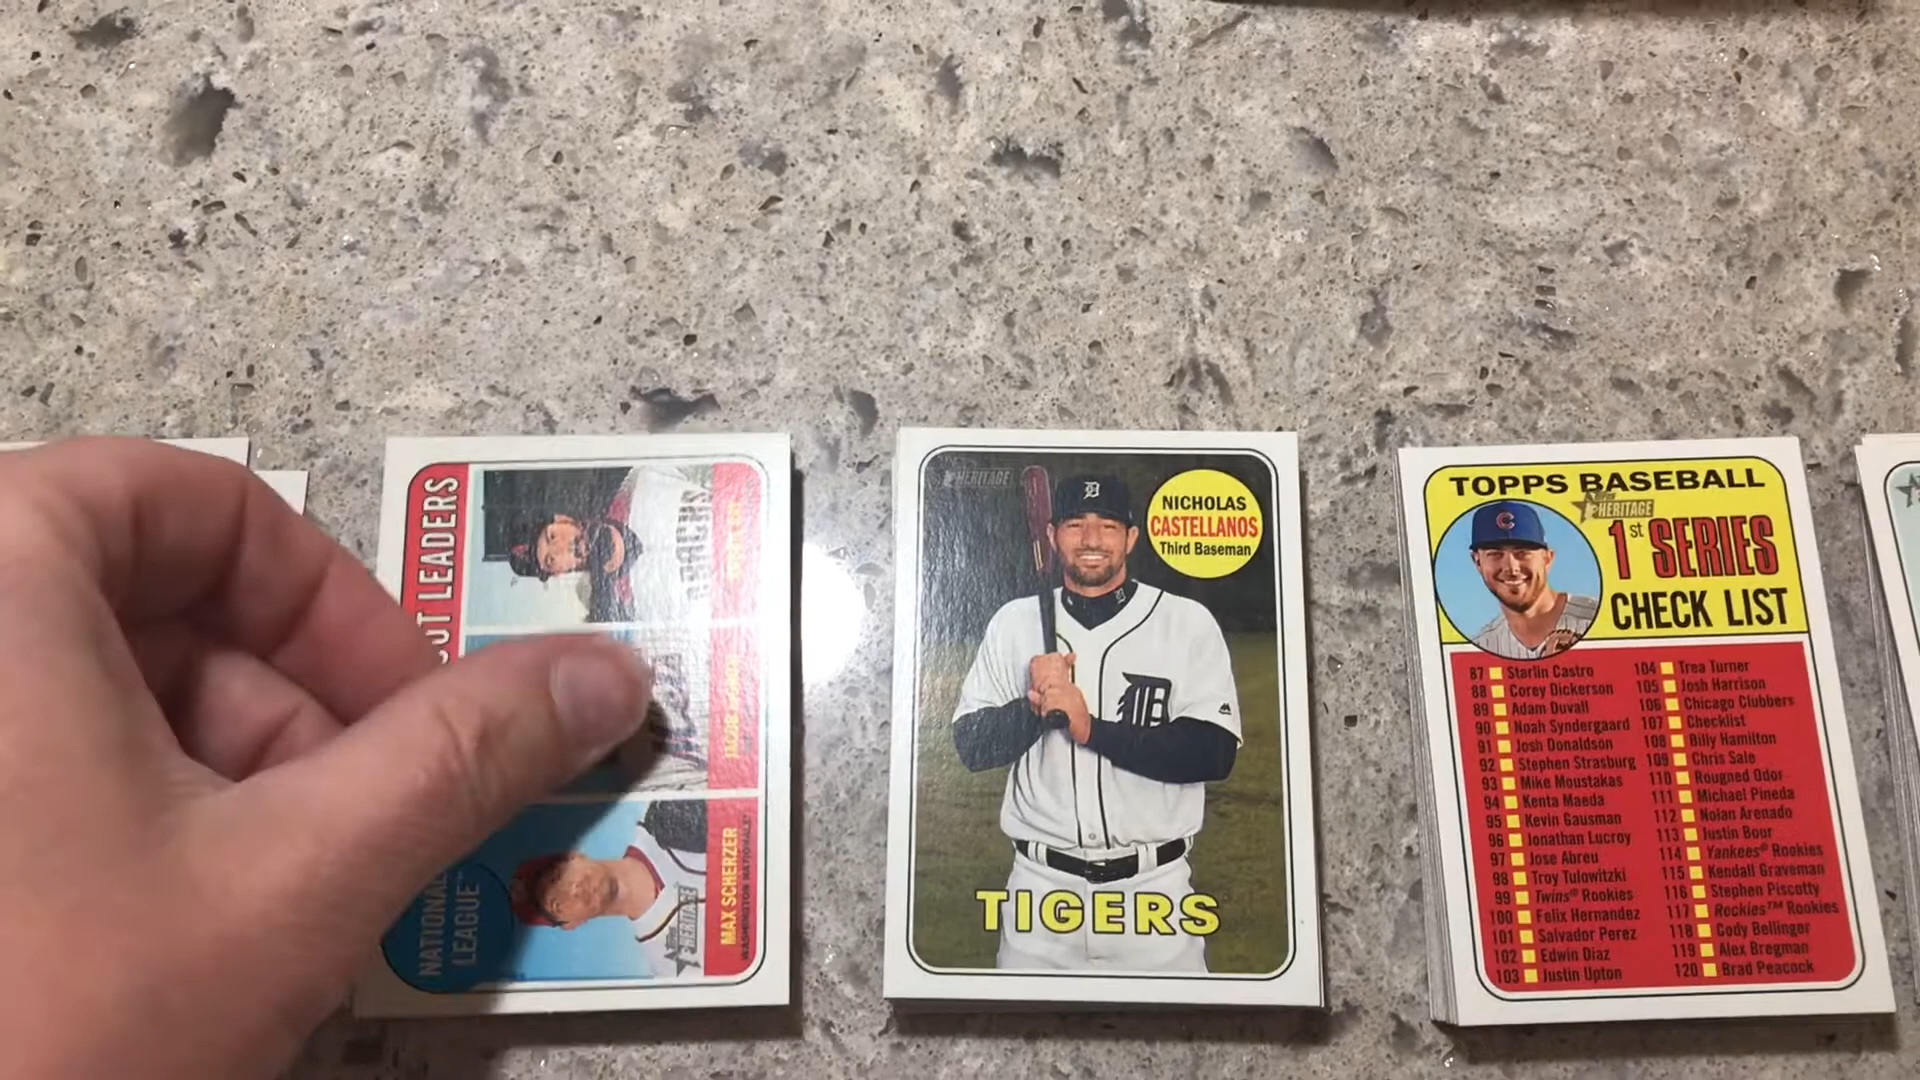 LEADERS
NATIONAL
LEAGUE™
MAX SCHERZER
WASHINGTON NATIONALS®
Topps
HERITAGE
HERITAGE
NICHOLAS
CASTELLANOS
Third Baseman
TIGERS
TOPPS BASEBALL
Topps
HERITAGE
1st SERIES
CHECK LIST
87 Starlin Castro
88 Corey Dickerson
89 Adam Duvall
90 Noah Syndergaard
91 Josh Donaldson
92 Stephen Strasburg
93 Mike Moustakas
94 Kenta Maeda
95 Kevin Gausman
96 Jonathan Lucroy
97 Jose Abreu
98 Troy Tulowitzki
99 Twins® Rookies
100 Felix Hernandez
101 Salvador Perez
102 Edwin Diaz
103 Justin Upton
104 Trea Turner
105 Josh Harrison
106 Chicago Clubbers
107 Checklist
108 Billy Hamilton
109 Chris Sale
110 Rougned Odor
111 Michael Pineda
112 Nolan Arenado
113 Justin Bour
114 Yankees® Rookies
115 Kendall Graveman
116 Stephen Piscotty
117 Rockies™ Rookies
118 Cody Bellinger
119 Alex Bregman
120 Brad Peacock